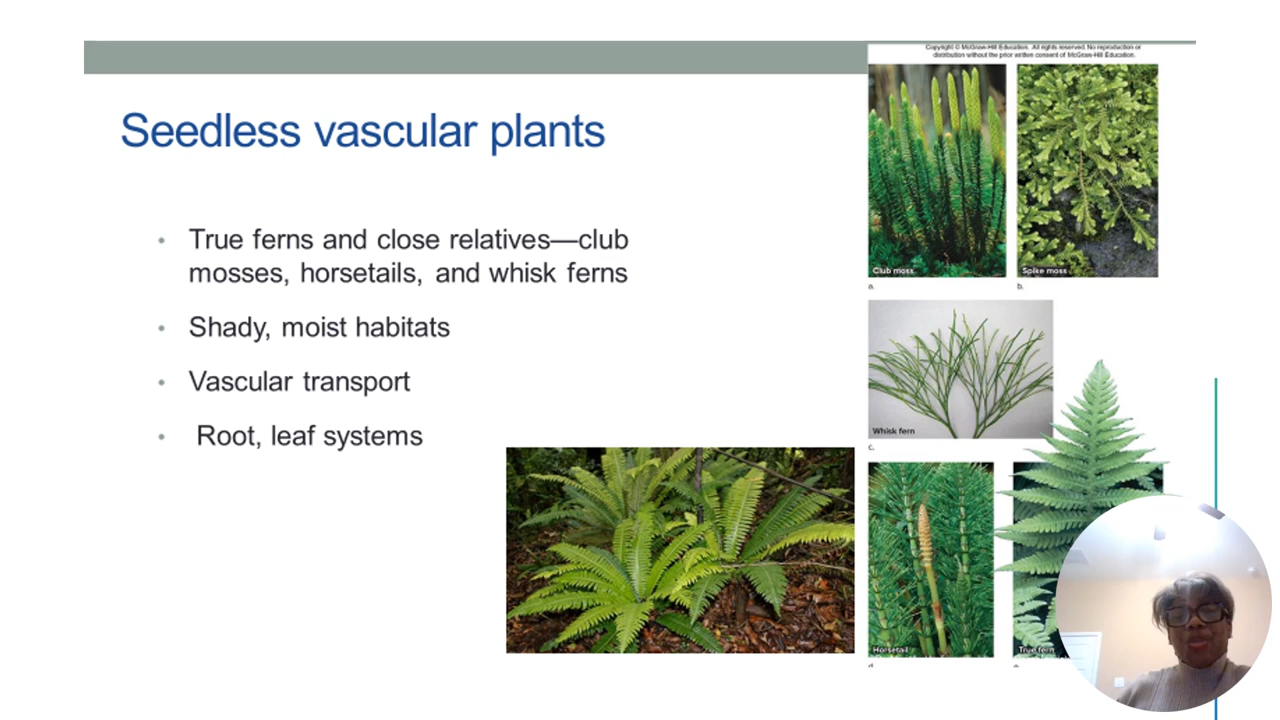 Copyright © McGraw-Hill Education. All rights reserved. No reproduction or
distribution without the prior written consent of McGraw-Hill Education.
Seedless vascular plants
• True ferns and close relatives—club
mosses, horsetails, and whisk ferns
• Shady, moist habitats
• Vascular transport
• Root, leaf systems
Club moss
Spike moss
a.
b.
Whisk fern
c.
Horsetail
True fern